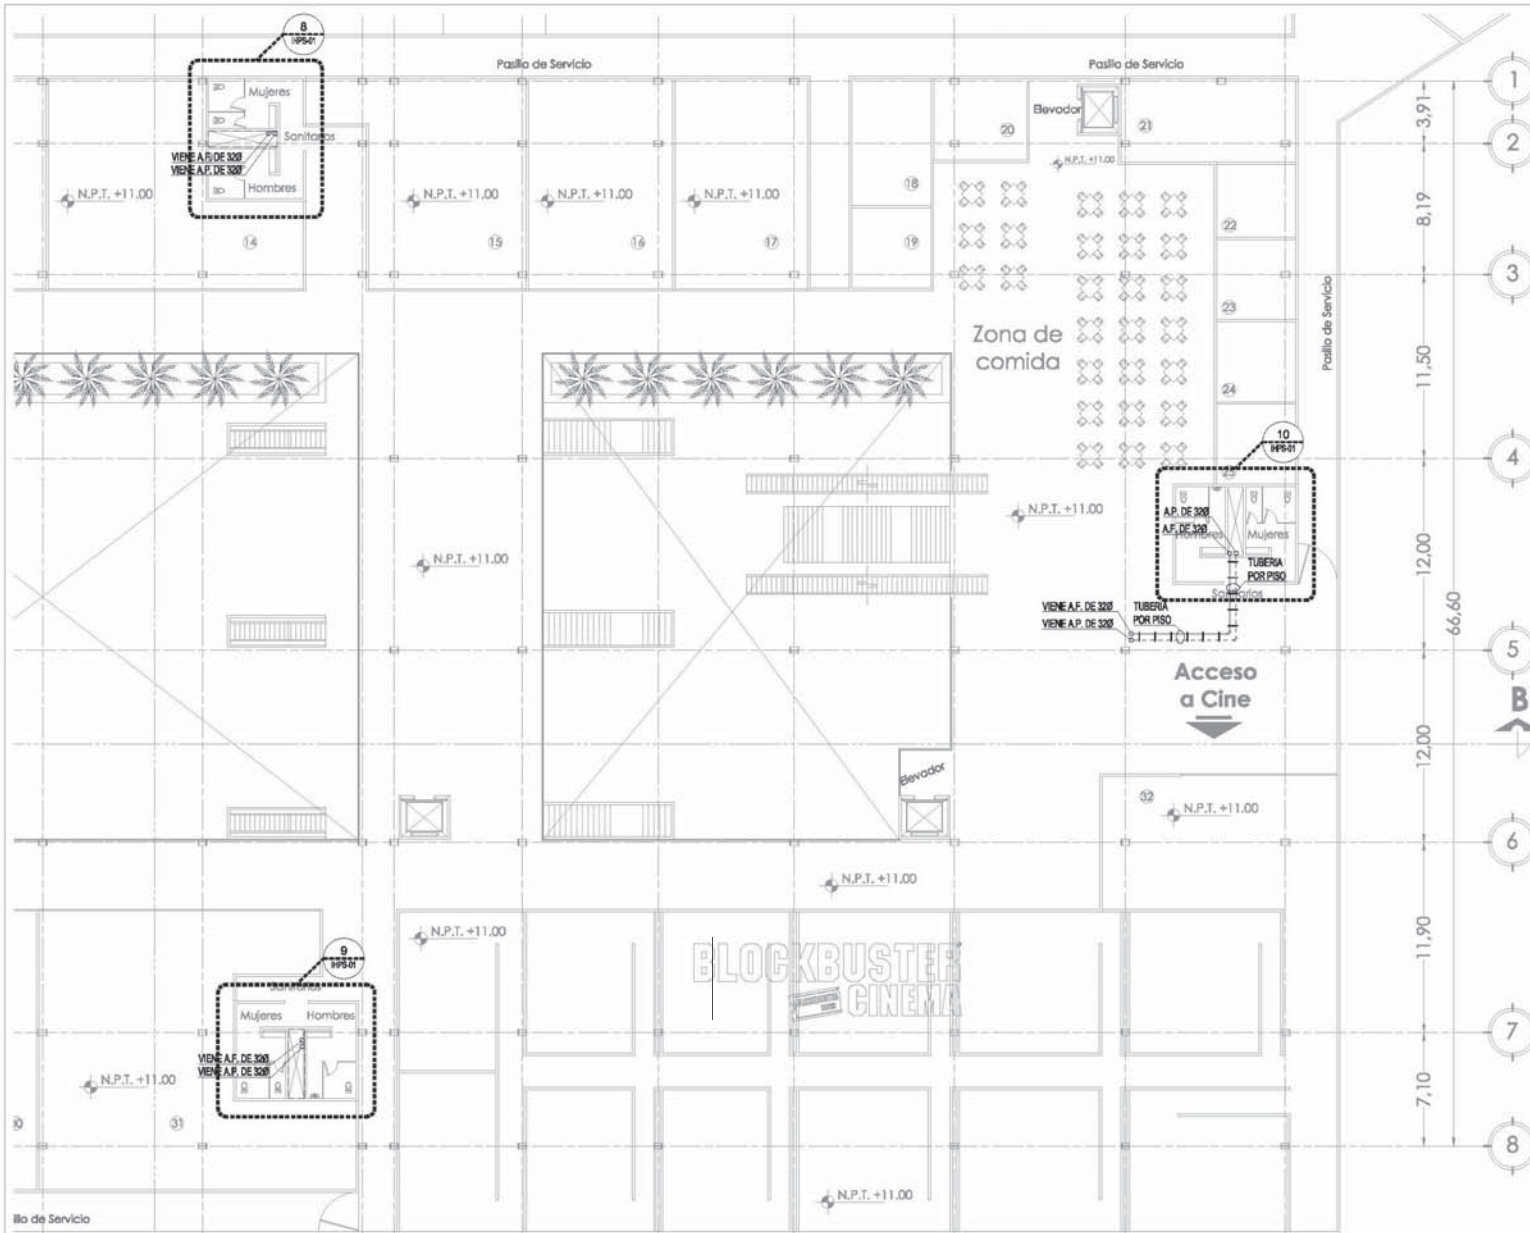 8
IHPS-01
Pasillo de Servicio
Pasillo de Servicio
1
Mujeres
Elevador
3,91
20
21
Sanitarios
2
VIENE A.F. DE 32Ø
VIENE A.P. DE 32Ø
N.P.T. +11.00
Hombres
18
8,19
N.P.T. +11.00
N.P.T. +11.00
N.P.T. +11.00
N.P.T. +11.00
22
14
15
16
17
19
3
23
Pasillo de Servicio
Zona de
comida
11,50
24
10
IHPS-01
4
A.P. DE 32Ø
A.F. DE 32Ø
N.P.T. +11.00
Hombres
Mujeres
12,00
N.P.T. +11.00
TUBERIA
POR PISO
Sanitarios
VIENE A.F. DE 32Ø
VIENE A.P. DE 32Ø
TUBERIA
POR PISO
66,60
5
Acceso
a Cine
B
12,00
Elevador
32
N.P.T. +11.00
6
N.P.T. +11.00
N.P.T. +11.00
11,90
9
IHPS-01
BLOCKBUSTER
CINEMA
Sanitarios
Mujeres
Hombres
7
VIENE A.F. DE 32Ø
VIENE A.P. DE 32Ø
N.P.T. +11.00
7,10
31
8
N.P.T. +11.00
illo de Servicio